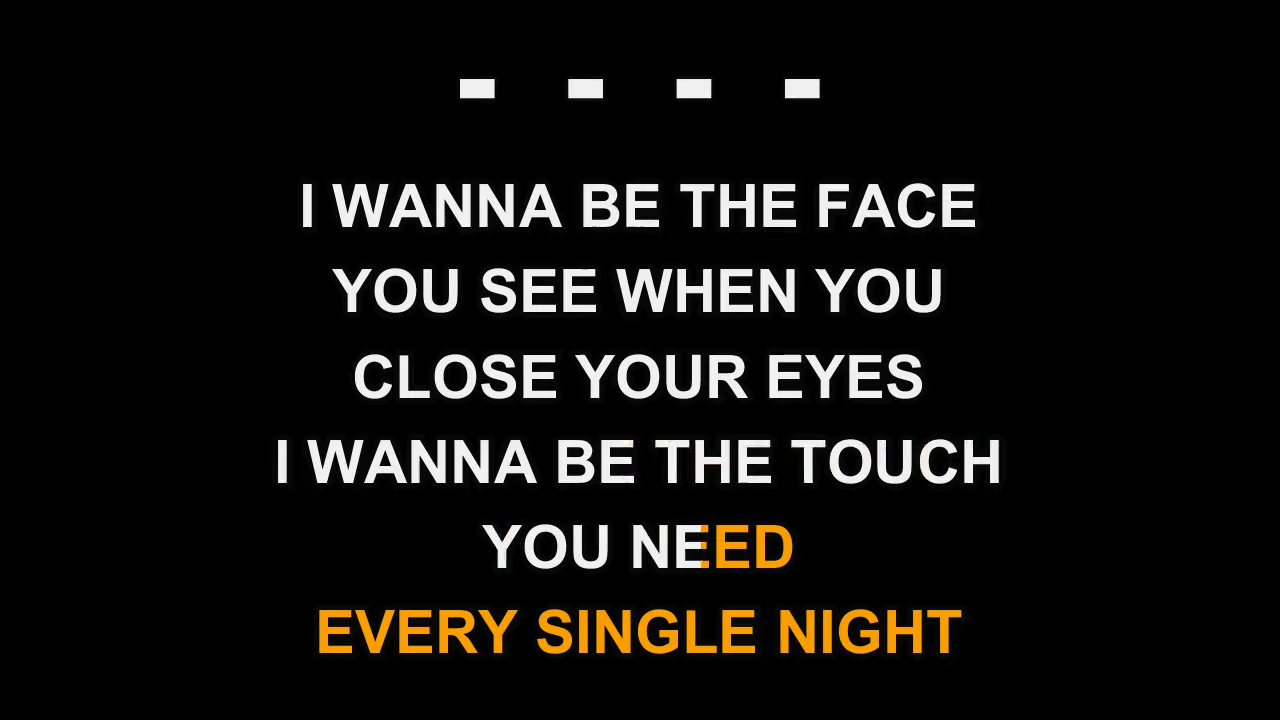 - - - -
I WANNA BE THE FACE
YOU SEE WHEN YOU
CLOSE YOUR EYES
I WANNA BE THE TOUCH
YOU NEED
EVERY SINGLE NIGHT